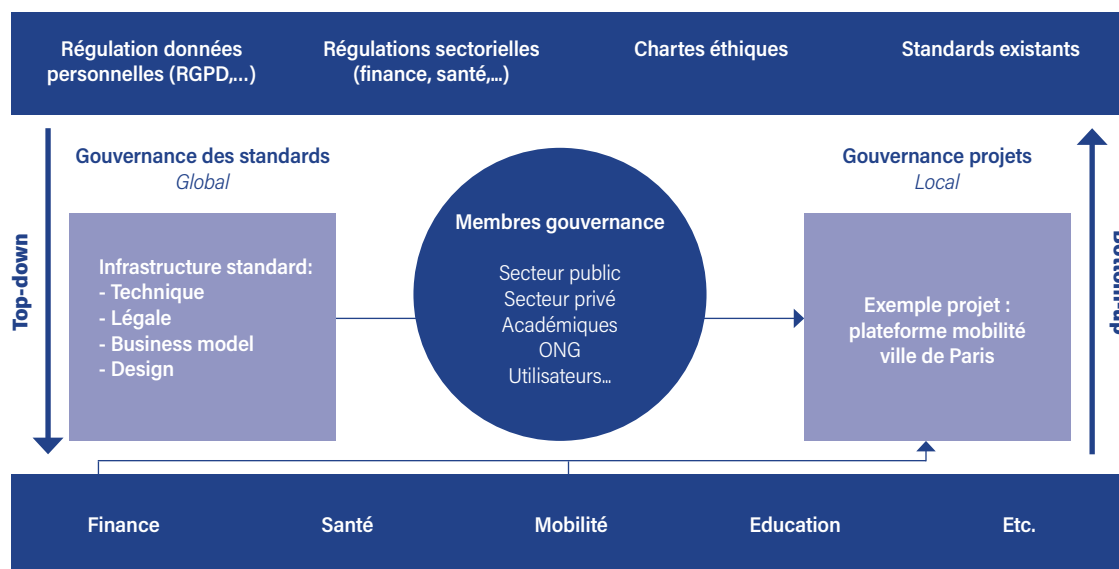 Régulation données
personnelles (RGPD,...)
Régulations sectorielles
(finance, santé,...)
Chartes éthiques
Standards existants
Top-down
Gouvernance des standards
Global
Infrastructure standard:
- Technique
- Légale
- Business model
- Design
Membres gouvernance
Secteur public
Secteur privé
Académiques
ONG
Utilisateurs...
Gouvernance projets
Local
Exemple projet :
plateforme mobilité
ville de Paris
Bottom-up
Finance
Santé
Mobilité
Education
Etc.